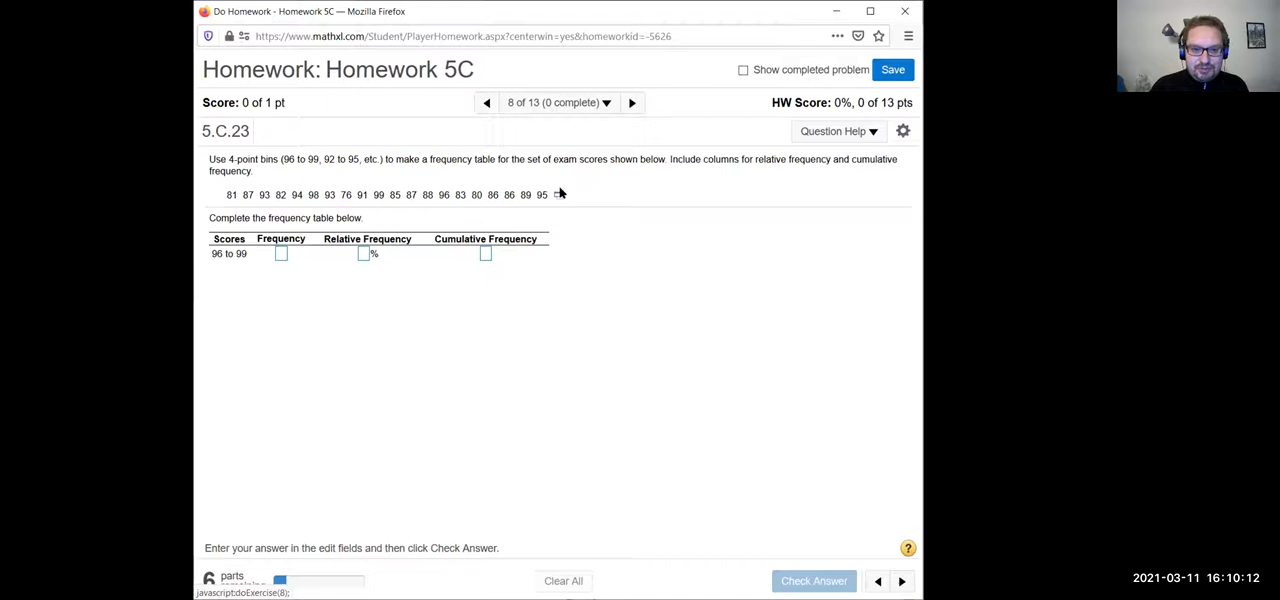 Do Homework - Homework 5C — Mozilla Firefox
https://www.mathxl.com/Student/PlayerHomework.aspx?centerwin=yes&homeworkid=-5626
Homework: Homework 5C
Show completed problem
Save
Score: 0 of 1 pt
8 of 13 (0 complete)
HW Score: 0%, 0 of 13 pts
5.C.23
Question Help
Use 4-point bins (96 to 99, 92 to 95, etc.) to make a frequency table for the set of exam scores shown below. Include columns for relative frequency and cumulative
frequency.
81 87 93 82 94 98 93 76 91 99 85 87 88 96 83 80 86 86 89 95
Complete the frequency table below.
Scores Frequency Relative Frequency Cumulative Frequency
96 to 99 %
Enter your answer in the edit fields and then click Check Answer.
?
6 parts
remaining
Clear All
Check Answer
javascript:doExercise(8);
2021-03-11 16:10:12